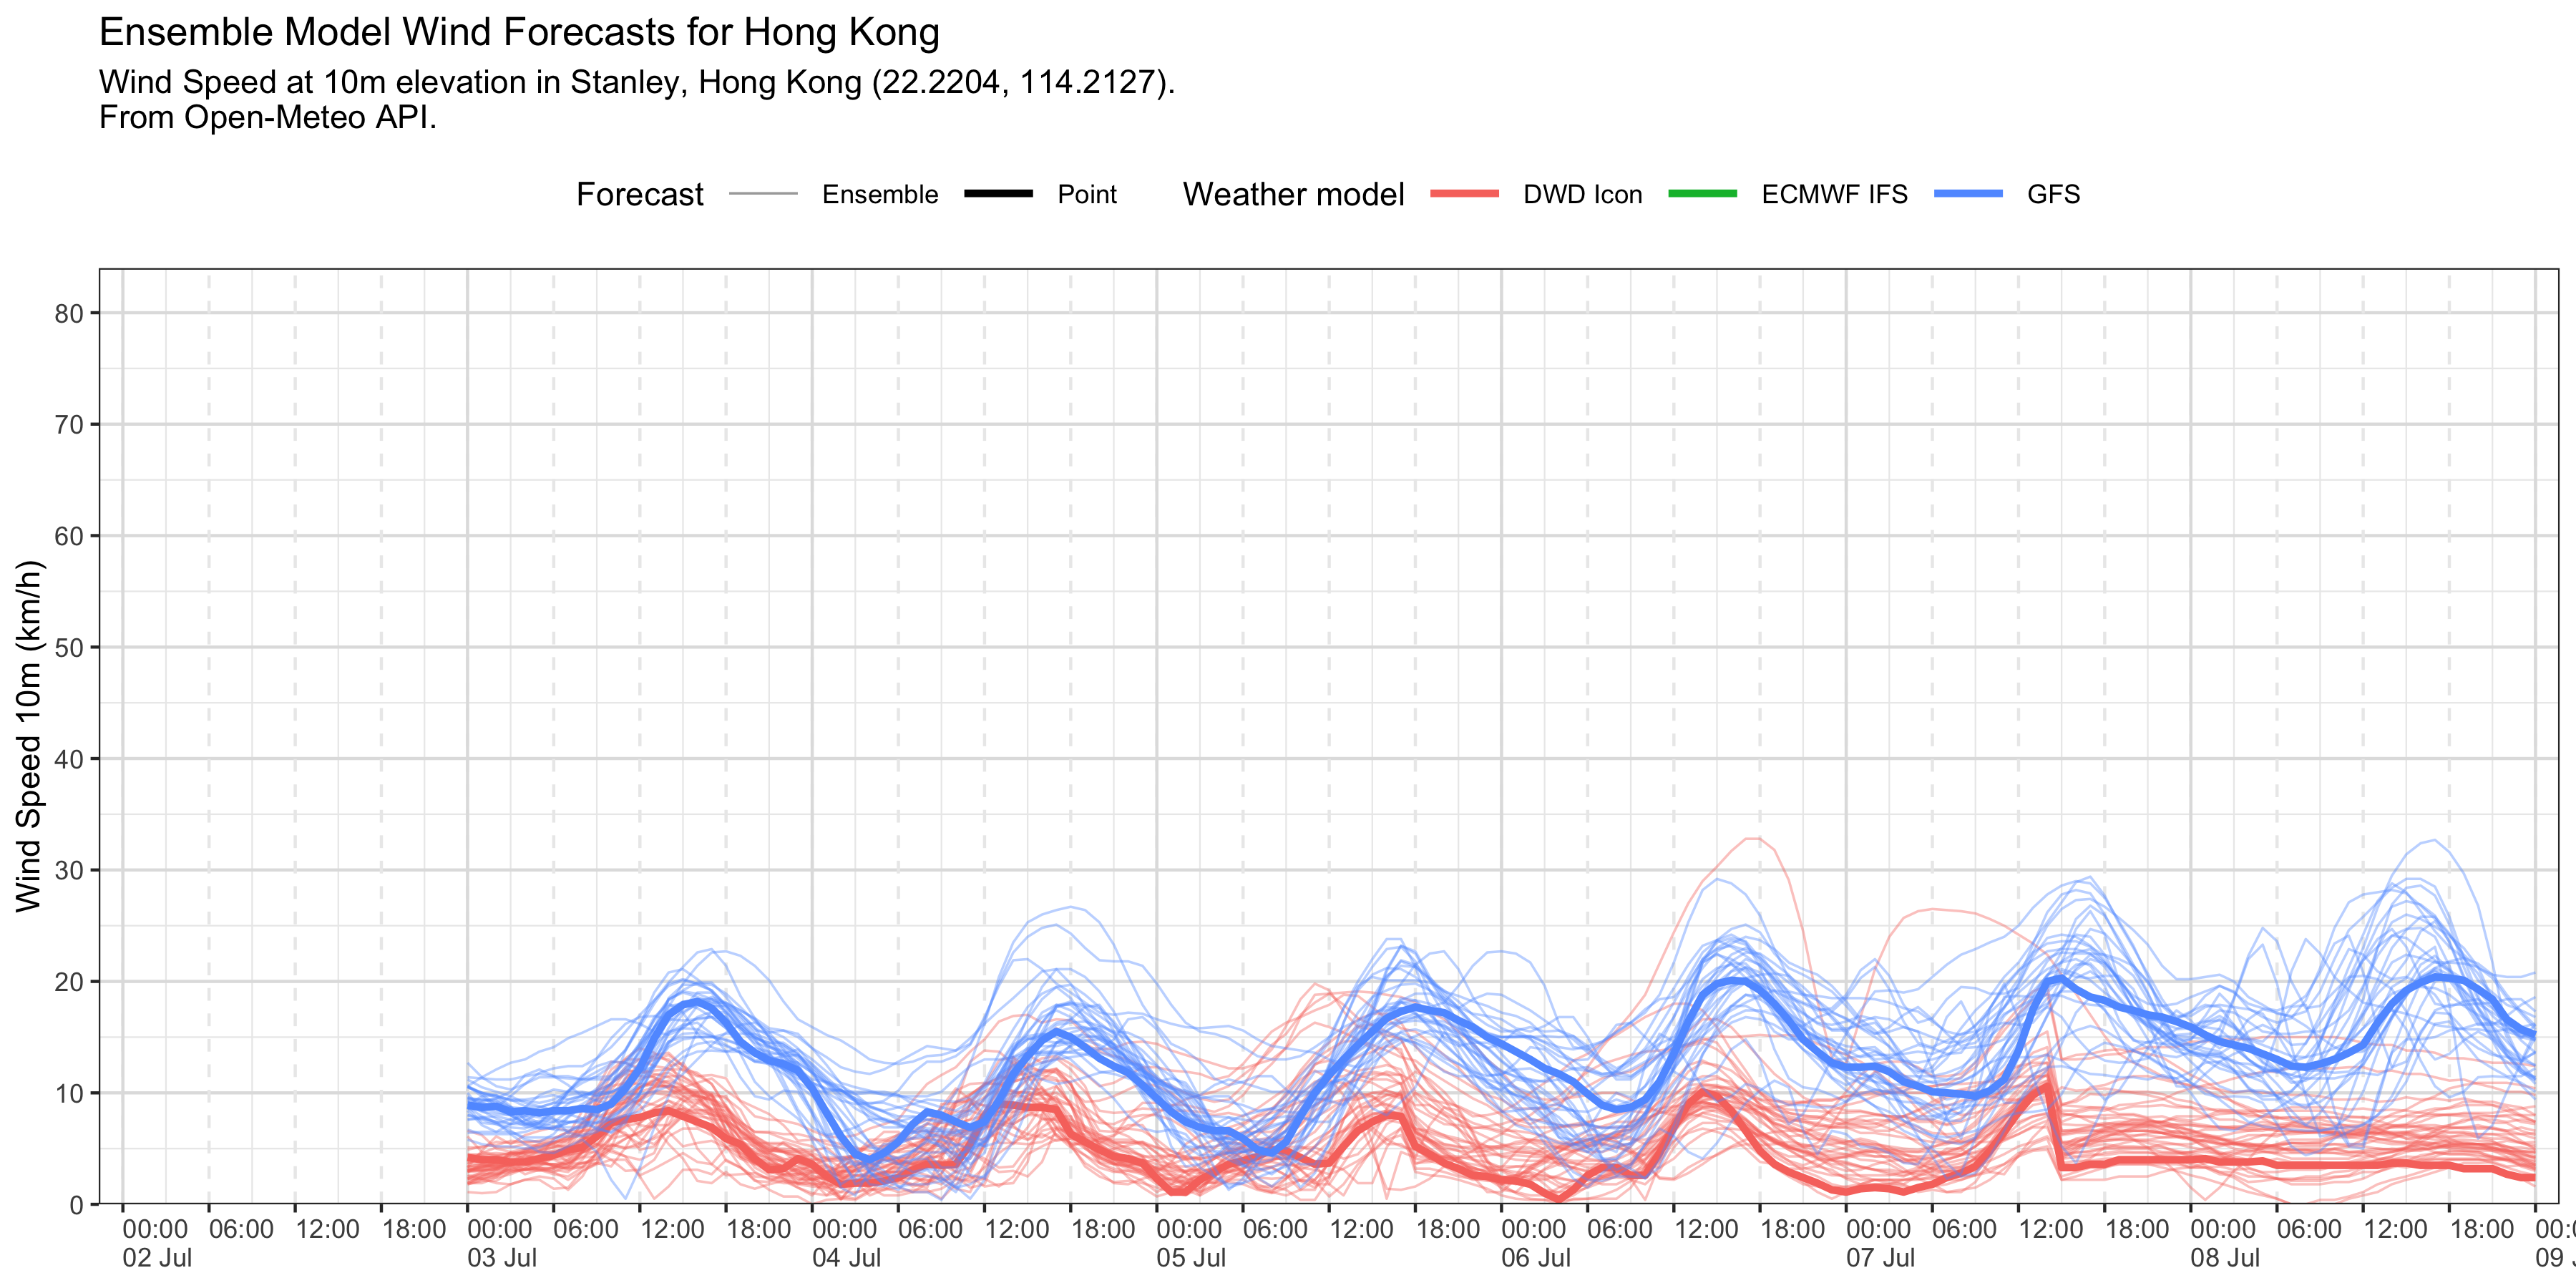 Ensemble Model Wind Forecasts for Hong Kong
Wind Speed at 10m elevation in Stanley, Hong Kong (22.2204, 114.2127).
From Open-Meteo API.
Forecast Ensemble Point Weather model DWD Icon ECMWF IFS GFS
Wind Speed 10m (km/h)
80
70
60
50
40
30
20
10
0
00:00 06:00 12:00 18:00 00:00 06:00 12:00 18:00 00:00 06:00 12:00 18:00 00:00 06:00 12:00 18:00 00:00 06:00 12:00 18:00 00:00 06:00 12:00 18:00 00:00 06:00 12:00 18:00
02 Jul 03 Jul 04 Jul 05 Jul 06 Jul 07 Jul 08 Jul 09